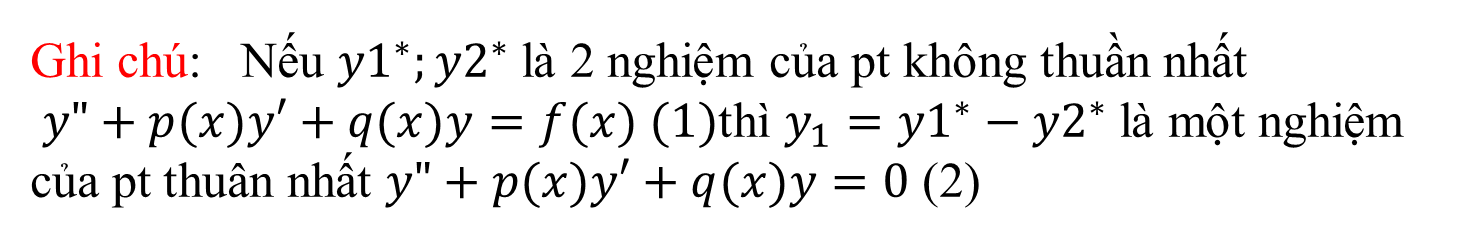 Ghi chú: Nếu y1*; y2* là 2 nghiệm của pt không thuần nhất
y" + p(x)y′ + q(x)y = f(x) (1)thì y₁ = y1* − y2* là một nghiệm
của pt thuân nhất y" + p(x)y′ + q(x)y = 0 (2)